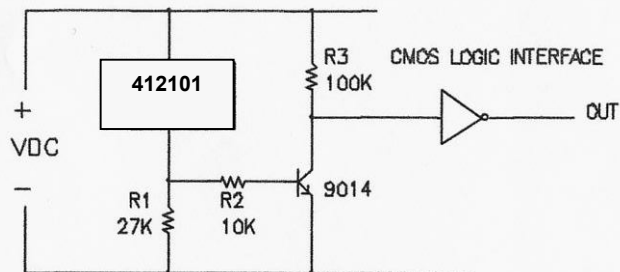 412101
R3
100K
CMOS LOGIC INTERFACE
+
VDC
−
OUT
R1
27K
R2
10K
9014